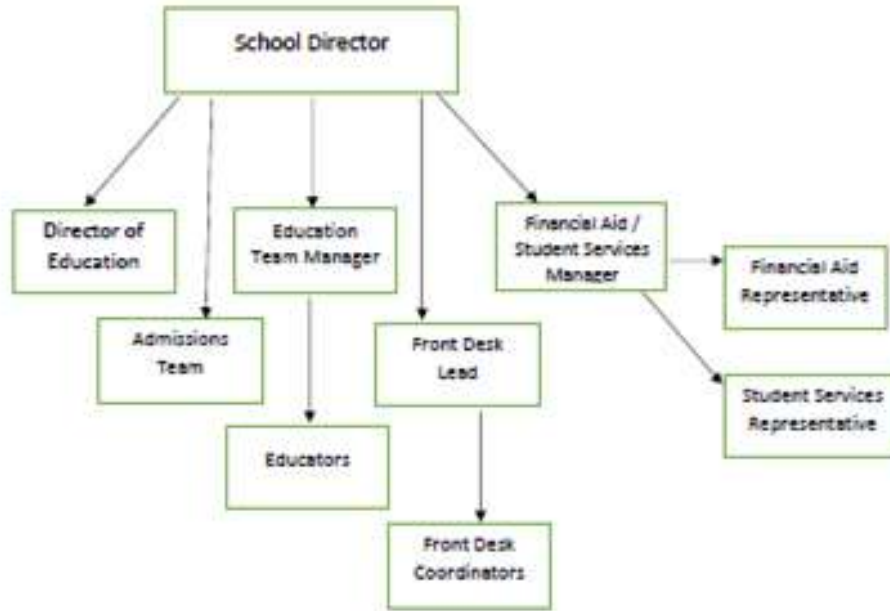 School Director
Director of
Education
Education
Team Manager
Financial Aid /
Student Services
Manager
Financial Aid
Representative
Admissions
Team
Front Desk
Lead
Student Services
Representative
Educators
Front Desk
Coordinators